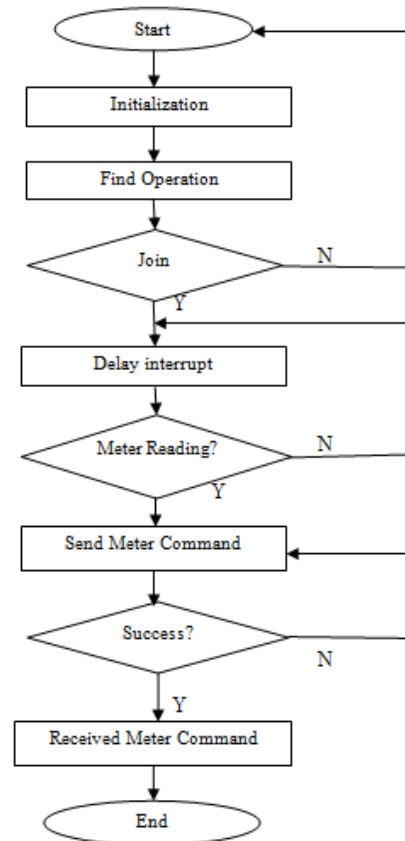 Start
Initialization
Find Operation
Join
N
Y
Delay interrupt
Meter Reading?
N
Y
Send Meter Command
Success?
N
Y
Received Meter Command
End